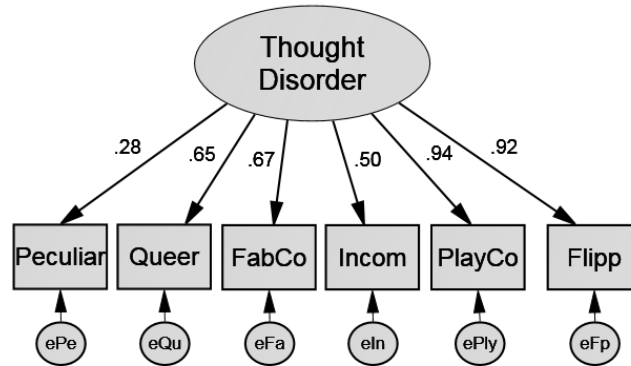 Thought
Disorder
.28
.65
.67
.50
.94
.92
Peculiar
Queer
FabCo
Incom
PlayCo
Flipp
ePe
eQu
eFa
eIn
ePly
eFp